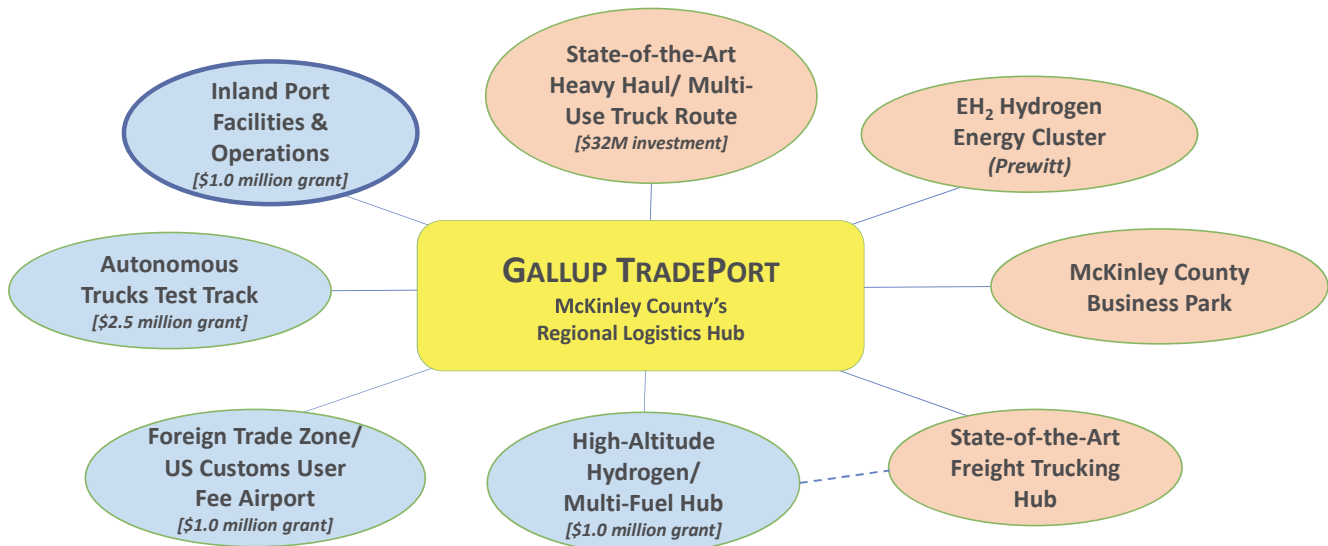 Inland Port
Facilities &
Operations
[$1.0 million grant]
State-of-the-Art
Heavy Haul/ Multi-
Use Truck Route
[$32M investment]
EH₂ Hydrogen
Energy Cluster
(Prewitt)
Autonomous
Trucks Test Track
[$2.5 million grant]
GALLUP TRADEPORT
McKinley County’s
Regional Logistics Hub
McKinley County
Business Park
Foreign Trade Zone/
US Customs User
Fee Airport
[$1.0 million grant]
High-Altitude
Hydrogen/
Multi-Fuel Hub
[$1.0 million grant]
State-of-the-Art
Freight Trucking
Hub